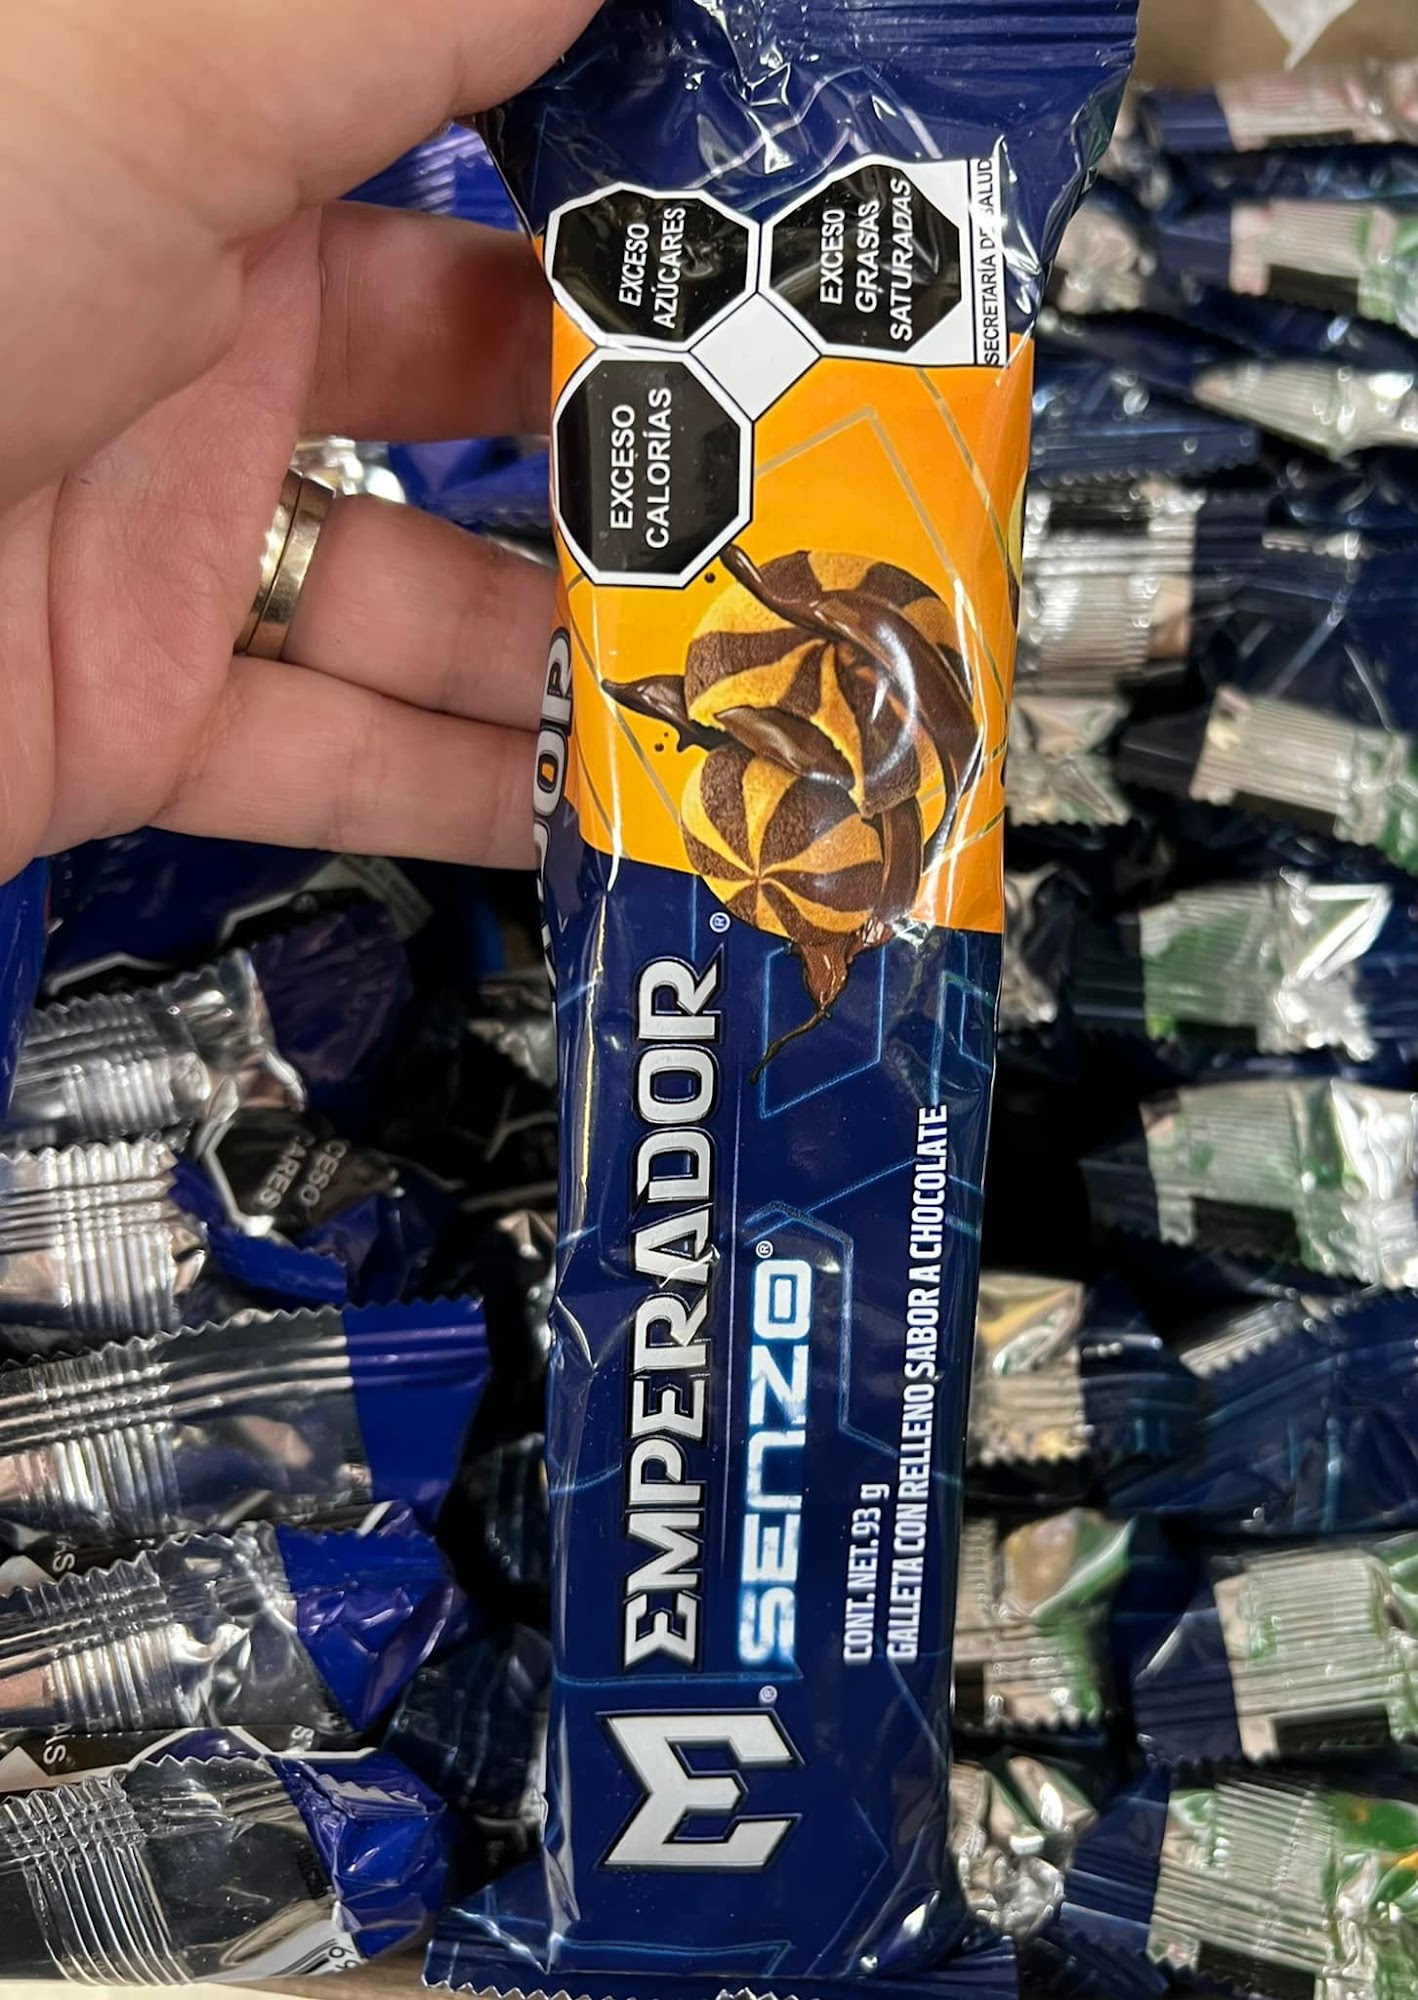 EXCESO
AZÚCARES
EXCESO
GRASAS
SATURADAS
SECRETARÍA DE SALUD
EXCESO
CALORÍAS
EMPERADOR®
SENZO®
CONT. NET. 93 g
GALLETA CON RELLENO SABOR A CHOCOLATE